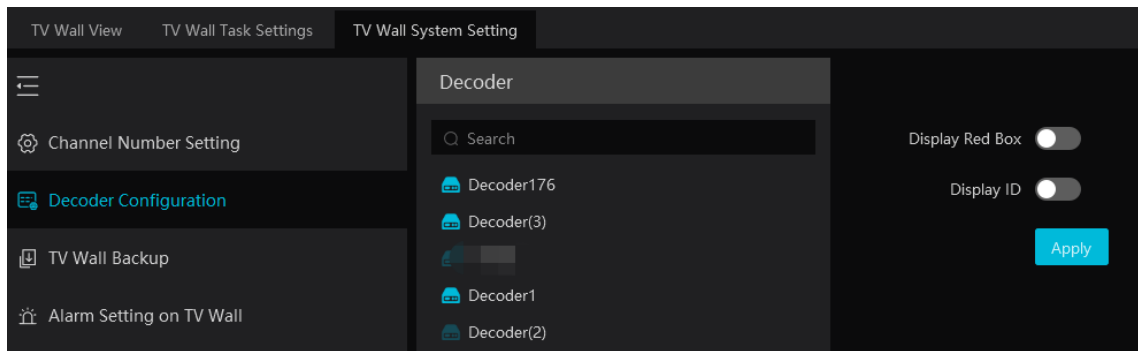 TV Wall View
TV Wall Task Settings
TV Wall System Setting
Channel Number Setting
Decoder Configuration
TV Wall Backup
Alarm Setting on TV Wall
Decoder
Search
Decoder176
Decoder(3)
Decoder1
Decoder(2)
Display Red Box
Display ID
Apply